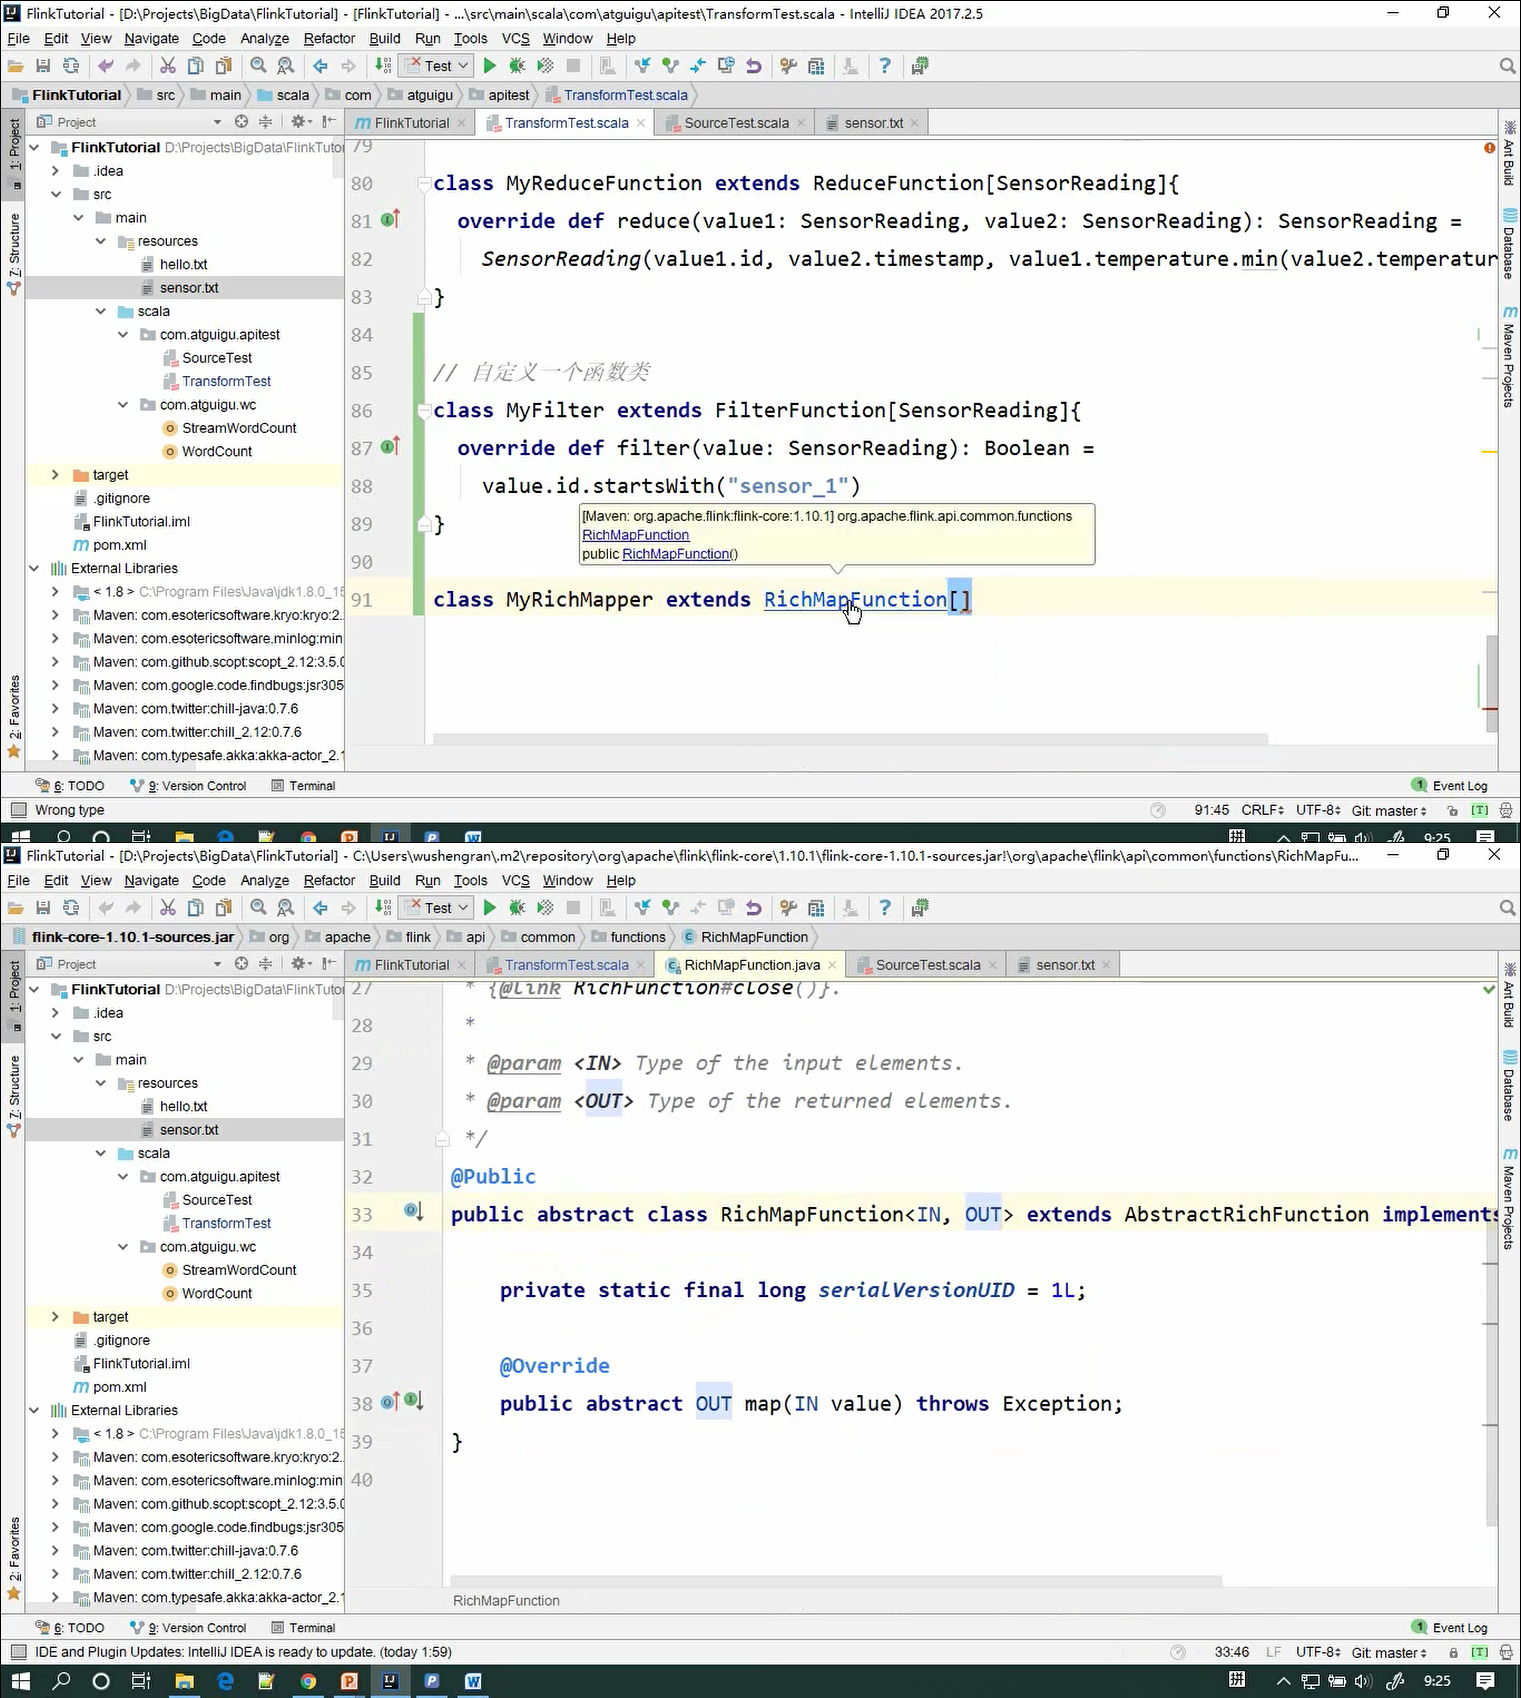 FlinkTutorial - [D:\Projects\BigData\FlinkTutorial] - [FlinkTutorial] - ...\src\main\scala\com\atguigu\apitest\TransformTest.scala - IntelliJ IDEA 2017.2.5
File Edit View Navigate Code Analyze Refactor Build Run Tools VCS Window Help
Test
FlinkTutorial src main scala com atguigu apitest TransformTest.scala
Project
FlinkTutorial TransformTest.scala SourceTest.scala sensor.txt
1: Project
7: Structure
2: Favorites
FlinkTutorial D:\Projects\BigData\FlinkTuto
.idea
src
main
resources
hello.txt
sensor.txt
scala
com.atguigu.apitest
SourceTest
TransformTest
com.atguigu.wc
StreamWordCount
WordCount
target
.gitignore
FlinkTutorial.iml
pom.xml
External Libraries
< 1.8 > C:\Program Files\Java\jdk1.8.0_15
Maven: com.esotericsoftware.kryo:kryo:2.
Maven: com.esotericsoftware.minlog:min
Maven: com.github.scopt:scopt_2.12:3.5.0
Maven: com.google.code.findbugs:jsr305
Maven: com.twitter:chill-java:0.7.6
Maven: com.twitter:chill_2.12:0.7.6
Maven: com.typesafe.akka:akka-actor_2.1
79
80 class MyReduceFunction extends ReduceFunction[SensorReading]{
81 override def reduce(value1: SensorReading, value2: SensorReading): SensorReading =
82 SensorReading(value1.id, value2.timestamp, value1.temperature.min(value2.temperatur
83 }
84
85 // 自定义一个函数类
86 class MyFilter extends FilterFunction[SensorReading]{
87 override def filter(value: SensorReading): Boolean =
88 value.id.startsWith("sensor_1")
89 }
[Maven: org.apache.flink:flink-core:1.10.1] org.apache.flink.api.common.functions
RichMapFunction
public RichMapFunction()
90
91 class MyRichMapper extends RichMapFunction[]
Ant Build
Database
Maven Projects
6: TODO 9: Version Control Terminal 1 Event Log
Wrong type 91:45 CRLF UTF-8 Git: master [T]
拼 9:25
FlinkTutorial - [D:\Projects\BigData\FlinkTutorial] - C:\Users\wushengran\.m2\repository\org\apache\flink\flink-core\1.10.1\flink-core-1.10.1-sources.jar!\org\apache\flink\api\common\functions\RichMapFu...
File Edit View Navigate Code Analyze Refactor Build Run Tools VCS Window Help
Test
flink-core-1.10.1-sources.jar org apache flink api common functions RichMapFunction
Project
FlinkTutorial TransformTest.scala RichMapFunction.java SourceTest.scala sensor.txt
1: Project
7: Structure
2: Favorites
FlinkTutorial D:\Projects\BigData\FlinkTuto
.idea
src
main
resources
hello.txt
sensor.txt
scala
com.atguigu.apitest
SourceTest
TransformTest
com.atguigu.wc
StreamWordCount
WordCount
target
.gitignore
FlinkTutorial.iml
pom.xml
External Libraries
< 1.8 > C:\Program Files\Java\jdk1.8.0_15
Maven: com.esotericsoftware.kryo:kryo:2.
Maven: com.esotericsoftware.minlog:min
Maven: com.github.scopt:scopt_2.12:3.5.0
Maven: com.google.code.findbugs:jsr305
Maven: com.twitter:chill-java:0.7.6
Maven: com.twitter:chill_2.12:0.7.6
Maven: com.typesafe.akka:akka-actor_2.1
27 * {@link RichFunction#close()}.
28 *
29 * @param <IN> Type of the input elements.
30 * @param <OUT> Type of the returned elements.
31 */
32 @Public
33 public abstract class RichMapFunction<IN, OUT> extends AbstractRichFunction implements
34
35 private static final long serialVersionUID = 1L;
36
37 @Override
38 public abstract OUT map(IN value) throws Exception;
39 }
40
RichMapFunction
Ant Build
Database
Maven Projects
6: TODO 9: Version Control Terminal 1 Event Log
IDE and Plugin Updates: IntelliJ IDEA is ready to update. (today 1:59) 33:46 LF UTF-8 Git: master [T]
拼 9:25